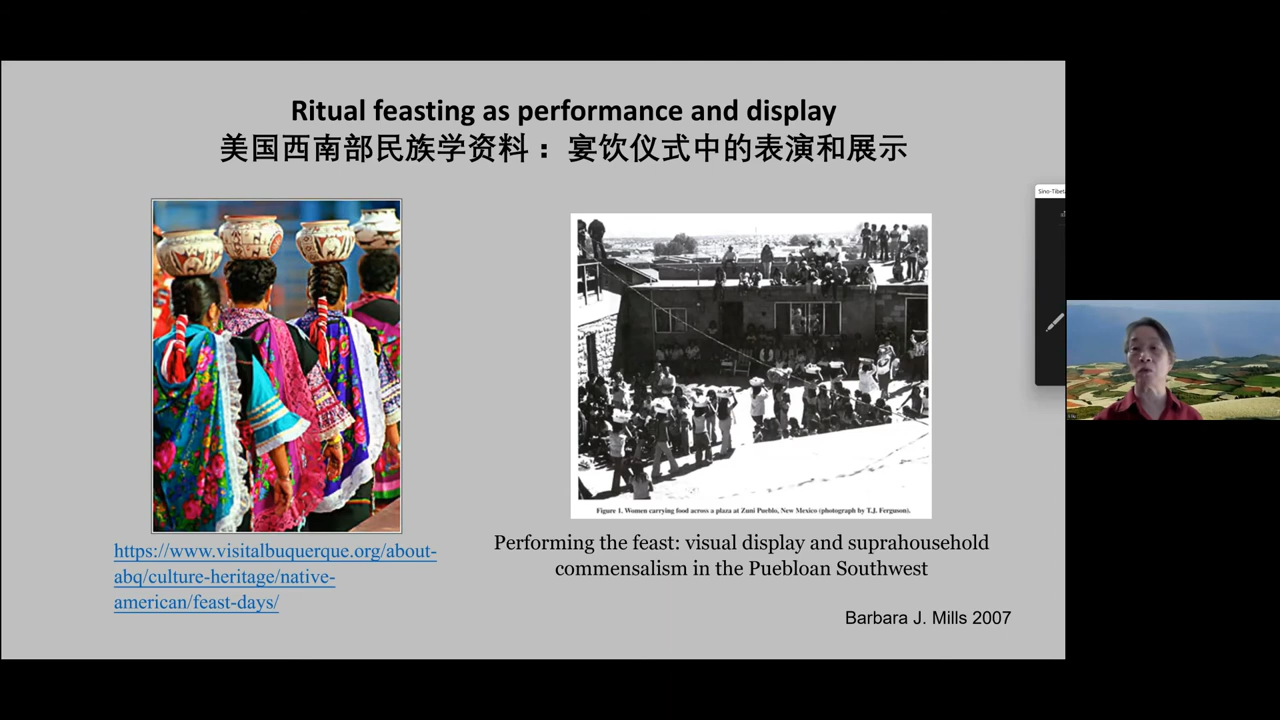 Ritual feasting as performance and display
美国西南部民族学资料： 宴饮仪式中的表演和展示
Sino-Tibet
Figure 1. Women carrying food across a plaza at Zuni Pueblo, New Mexico (photograph by T.J. Ferguson).
https://www.visitalbuquerque.org/about-
abq/culture-heritage/native-
american/feast-days/
Performing the feast: visual display and suprahousehold
commensalism in the Puebloan Southwest
Barbara J. Mills 2007